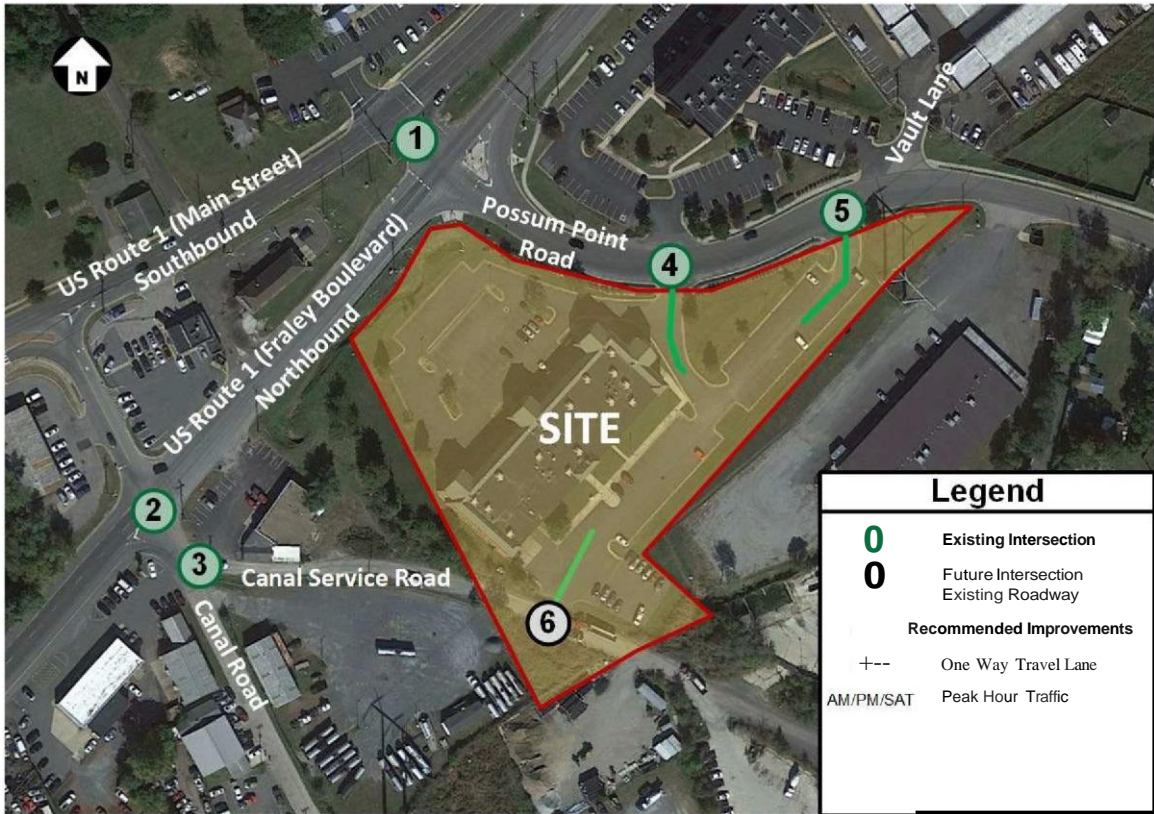 N
1
US Route 1 (Main Street)
Southbound
US Route 1 (Fraley Boulevard)
Northbound
Possum Point
Road
Vault Lane
4
5
SITE
2
3
Canal Service Road
Canal Road
6
Legend
0 Existing Intersection
0 Future Intersection
Existing Roadway
Recommended Improvements
+-- One Way Travel Lane
AM/PM/SAT Peak Hour Traffic